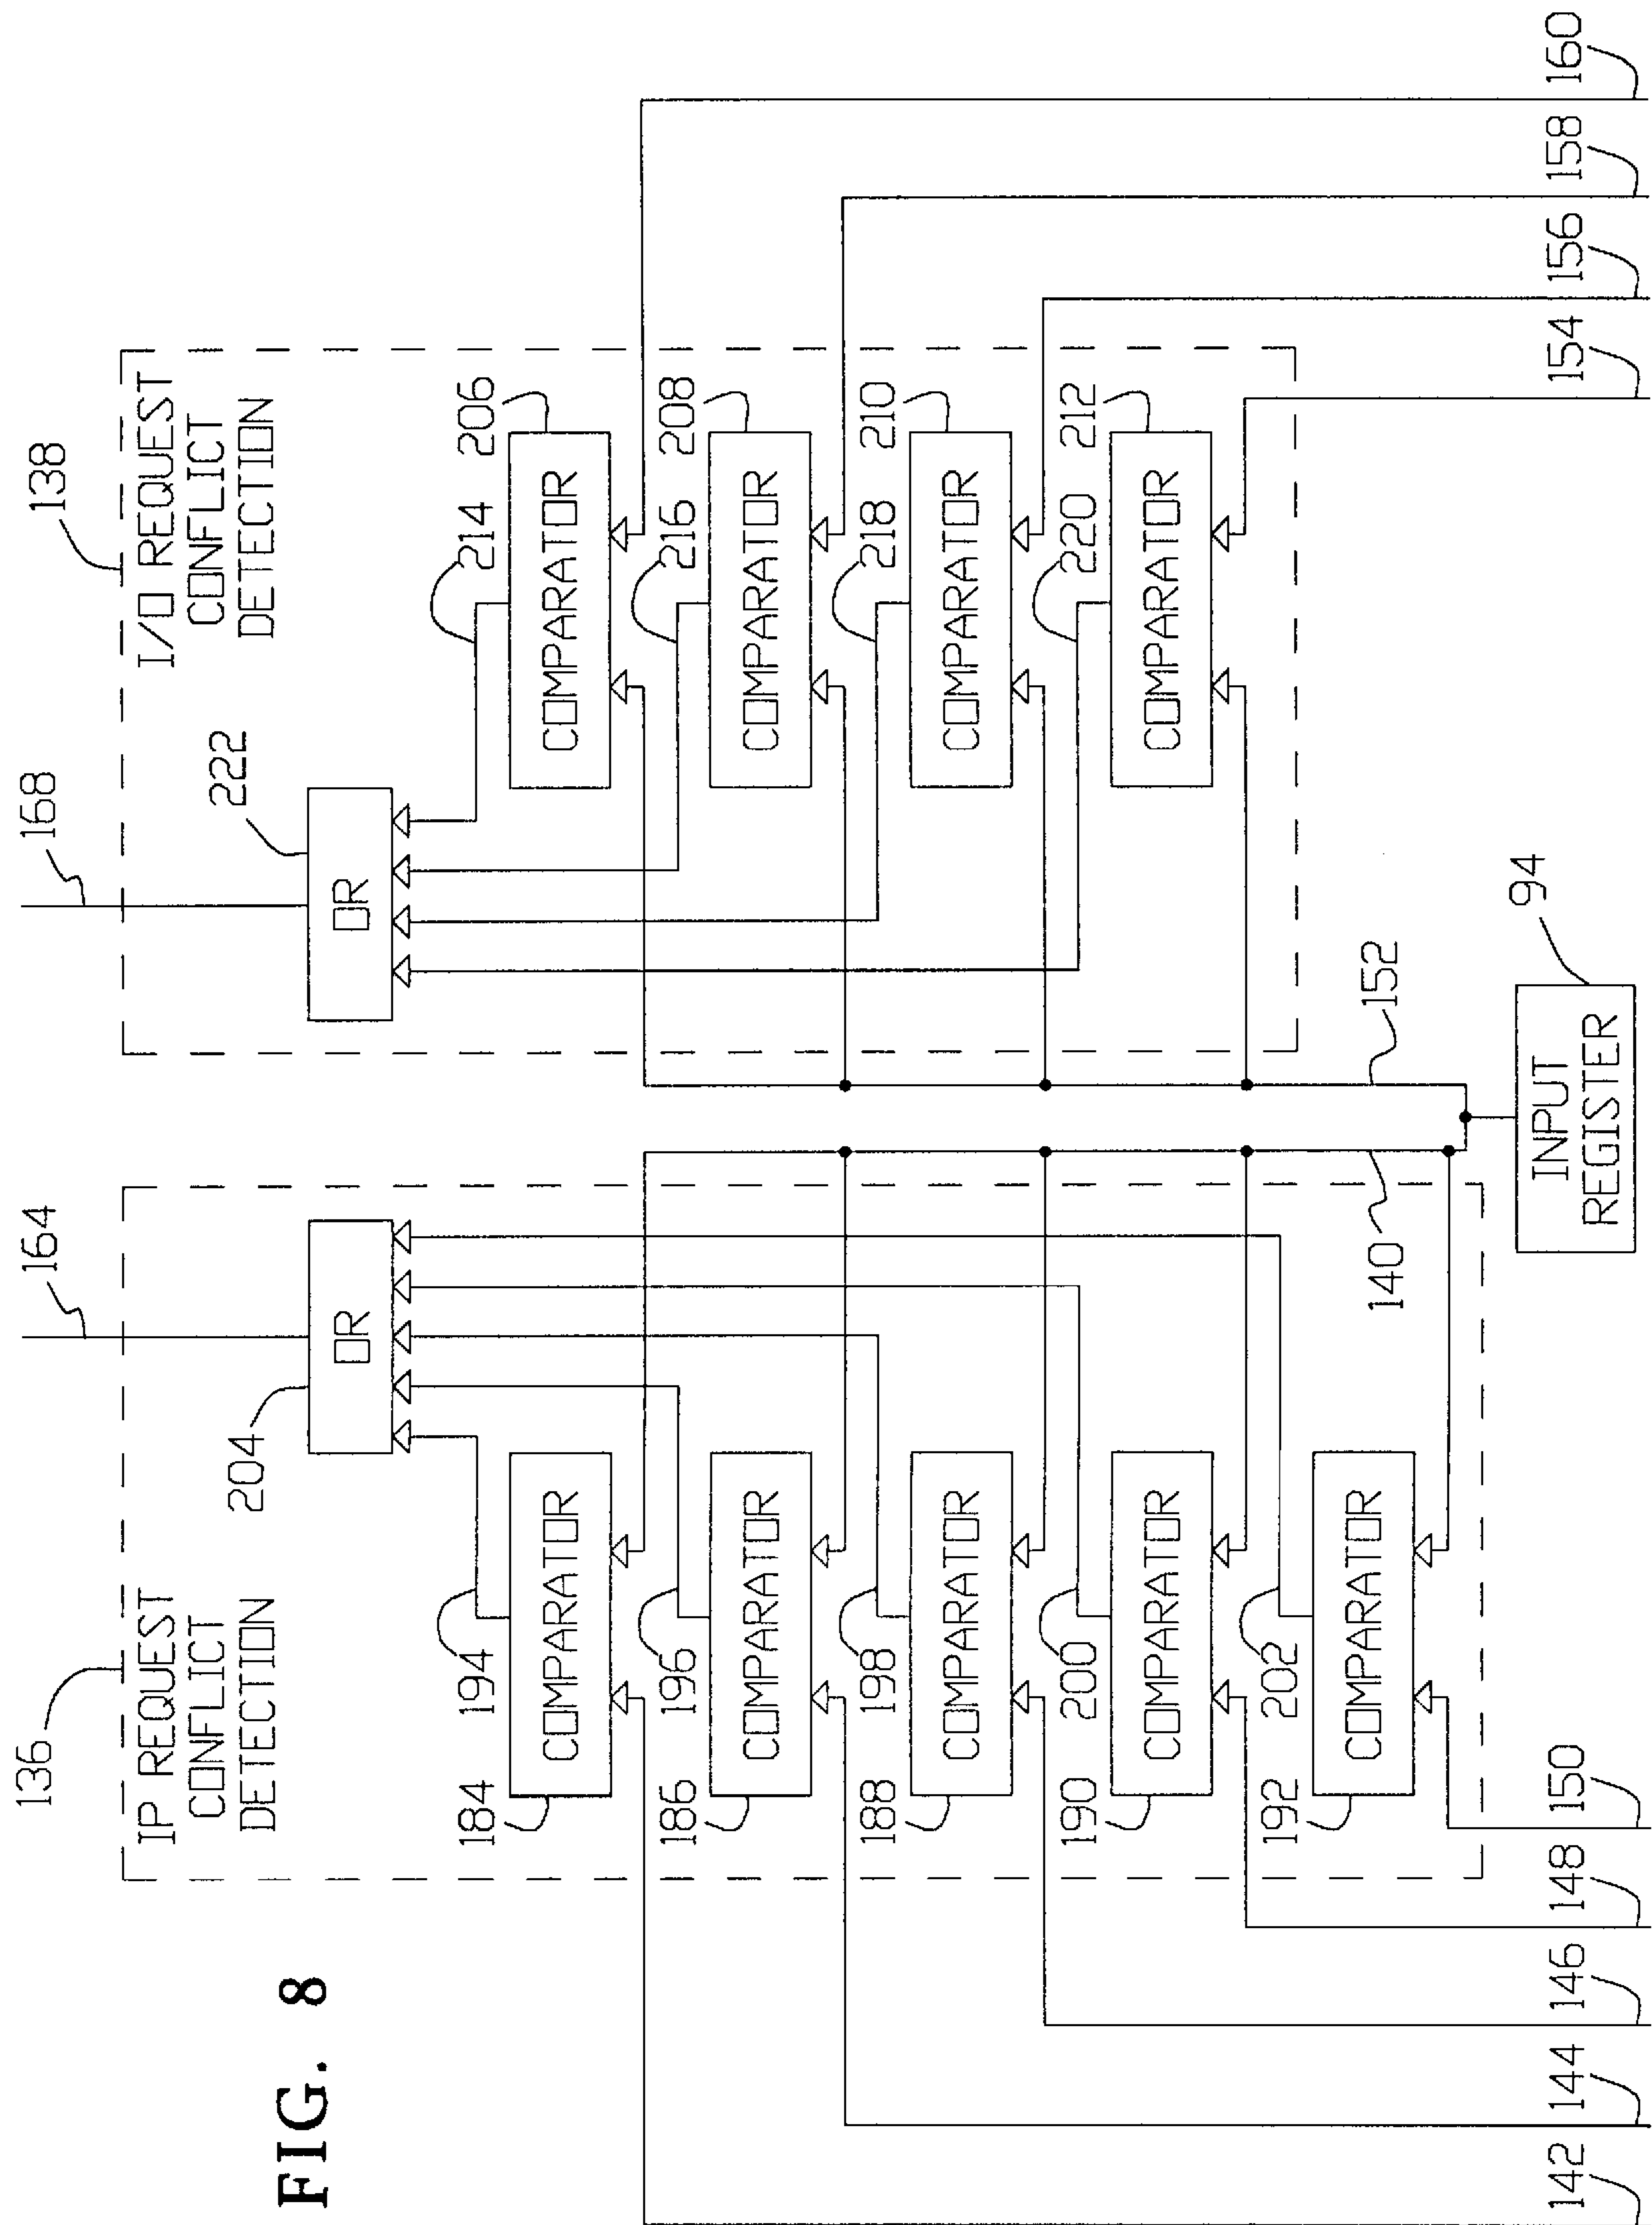 FIG. 8
136
IP REQUEST
CONFLICT
DETECTION
164
204
OR
184
194
COMPARATOR
186
196
COMPARATOR
188
198
COMPARATOR
190
200
COMPARATOR
192
202
COMPARATOR
138
I/O REQUEST
CONFLICT
DETECTION
168
222
OR
214
206
COMPARATOR
216
208
COMPARATOR
218
210
COMPARATOR
220
212
COMPARATOR
140
152
INPUT
REGISTER
94
142
144
146
148
150
154
156
158
160